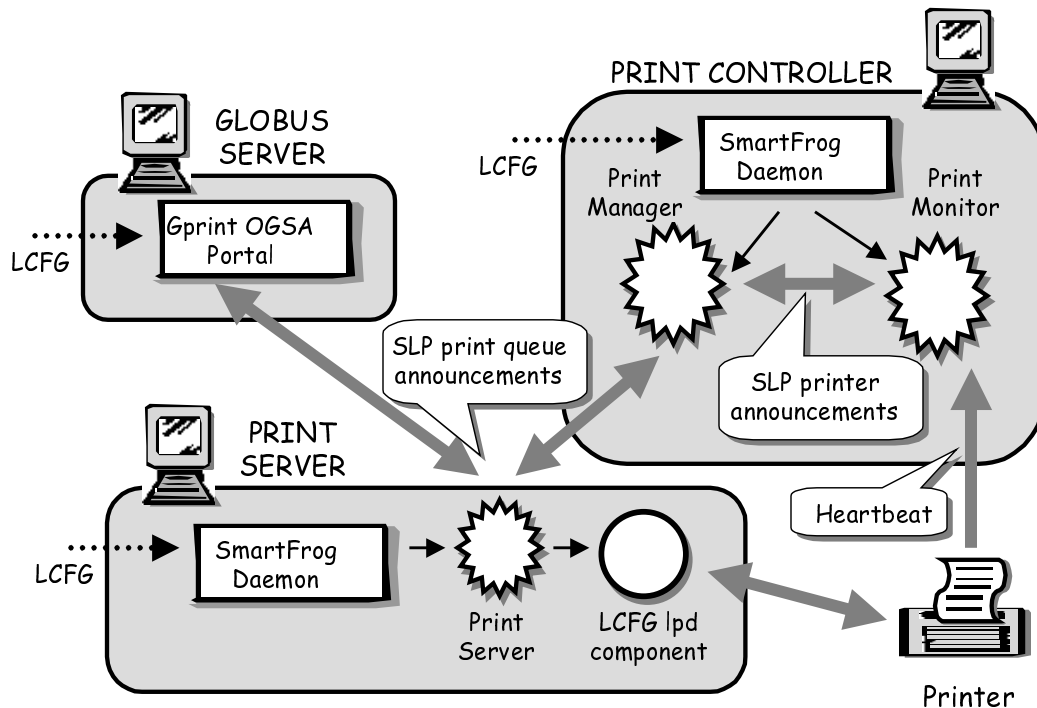 PRINT CONTROLLER
GLOBUS
SERVER
LCFG
SmartFrog
Daemon
Print
Manager
Print
Monitor
LCFG
Gprint OGSA
Portal
SLP print queue
announcements
SLP printer
announcements
PRINT
SERVER
Heartbeat
LCFG
SmartFrog
Daemon
Print
Server
LCFG lpd
component
Printer